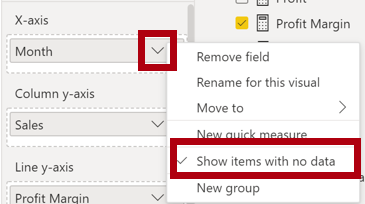 Profit
X-axis
Profit Margin
Month
Remove field
Rename for this visual
Move to
Column y-axis
New quick measure
Sales
Show items with no data
Line y-axis
New group
Profit Margin